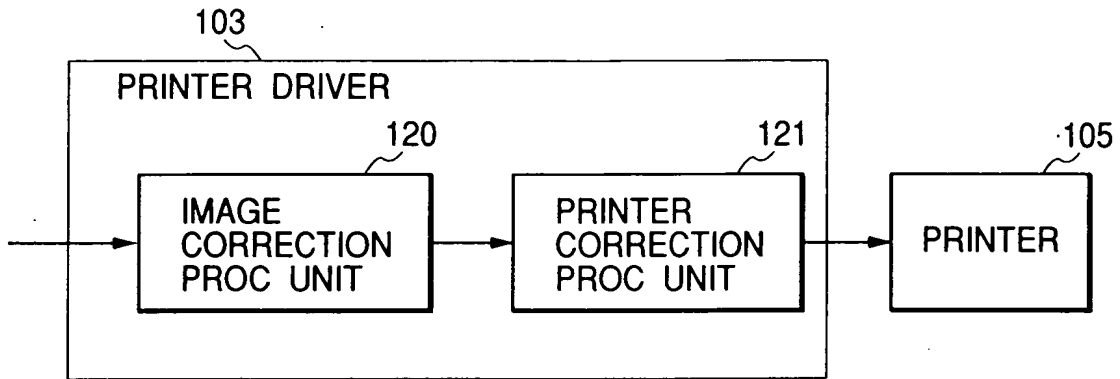 103
PRINTER DRIVER
120
121
105
IMAGE
CORRECTION
PROC UNIT
PRINTER
CORRECTION
PROC UNIT
PRINTER